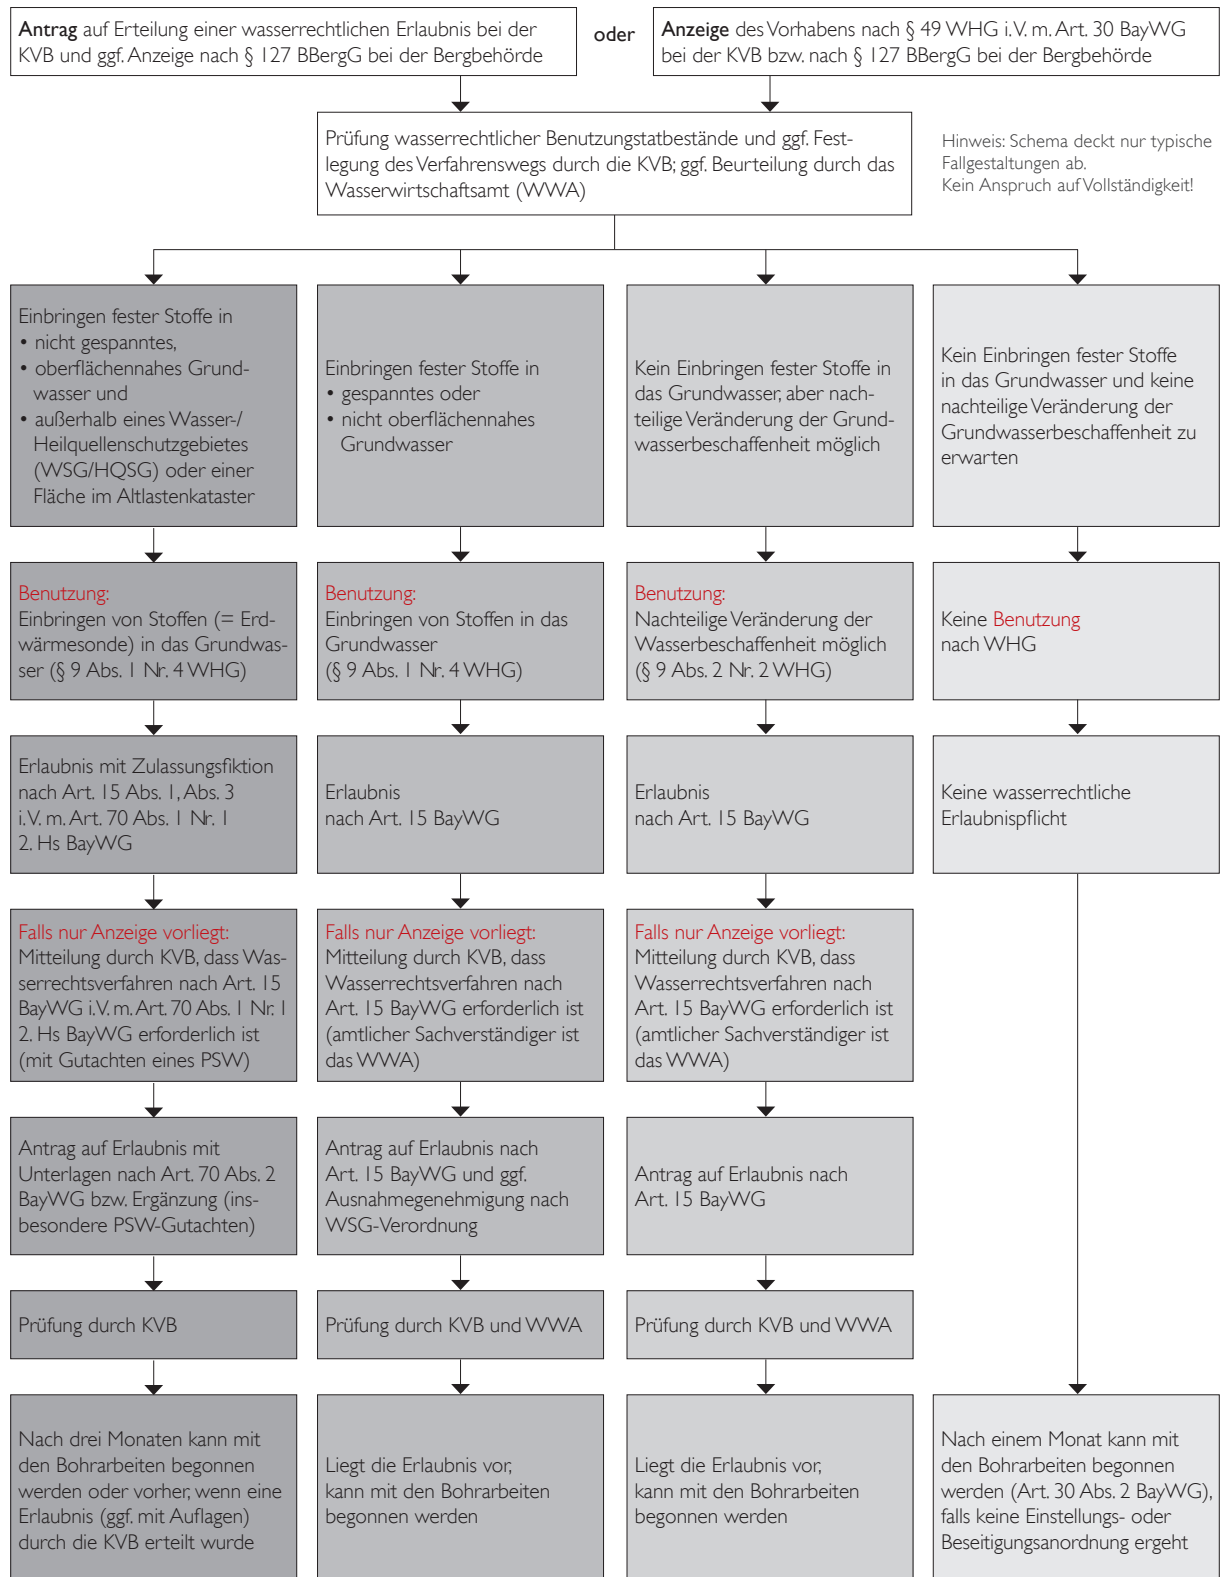 Antrag auf Erteilung einer wasserrechtlichen Erlaubnis bei der
KVB und ggf. Anzeige nach § 127 BBergG bei der Bergbehörde
oder
Anzeige des Vorhabens nach § 49 WHG i. V. m. Art. 30 BayWG
bei der KVB bzw. nach § 127 BBergG bei der Bergbehörde
Prüfung wasserrechtlicher Benutzungstatbestände und ggf. Fest-
legung des Verfahrenswegs durch die KVB; ggf. Beurteilung durch das
Wasserwirtschaftsamt (WWA)
Hinweis: Schema deckt nur typische
Fallgestaltungen ab.
Kein Anspruch auf Vollständigkeit!
Einbringen fester Stoffe in
• nicht gespanntes,
• oberflächennahes Grund-
wasser und
• außerhalb eines Wasser-/
Heilquellenschutzgebietes
(WSG/HQSG) oder einer
Fläche im Altlastenkataster
Einbringen fester Stoffe in
• gespanntes oder
• nicht oberflächennahes
Grundwasser
Kein Einbringen fester Stoffe in
das Grundwasser, aber nach-
teilige Veränderung der Grund-
wasserbeschaffenheit möglich
Kein Einbringen fester Stoffe
in das Grundwasser und keine
nachteilige Veränderung der
Grundwasserbeschaffenheit zu
erwarten
Benutzung:
Einbringen von Stoffen (= Erd-
wärmesonde) in das Grundwas-
ser (§ 9 Abs. 1 Nr. 4 WHG)
Benutzung:
Einbringen von Stoffen in das
Grundwasser
(§ 9 Abs. 1 Nr. 4 WHG)
Benutzung:
Nachteilige Veränderung der
Wasserbeschaffenheit möglich
(§ 9 Abs. 2 Nr. 2 WHG)
Keine Benutzung
nach WHG
Erlaubnis mit Zulassungsfiktion
nach Art. 15 Abs. 1, Abs. 3
i. V. m. Art. 70 Abs. 1 Nr. 1
2. Hs BayWG
Erlaubnis
nach Art. 15 BayWG
Erlaubnis
nach Art. 15 BayWG
Keine wasserrechtliche
Erlaubnispflicht
Falls nur Anzeige vorliegt:
Mitteilung durch KVB, dass Was-
serrechtsverfahren nach Art. 15
BayWG i. V. m. Art. 70 Abs. 1 Nr. 1
2. Hs BayWG erforderlich ist
(mit Gutachten eines PSW)
Falls nur Anzeige vorliegt:
Mitteilung durch KVB, dass
Wasserrechtsverfahren nach
Art. 15 BayWG erforderlich ist
(amtlicher Sachverständiger ist
das WWA)
Falls nur Anzeige vorliegt:
Mitteilung durch KVB, dass
Wasserrechtsverfahren nach
Art. 15 BayWG erforderlich ist
(amtlicher Sachverständiger ist
das WWA)
Antrag auf Erlaubnis mit
Unterlagen nach Art. 70 Abs. 2
BayWG bzw. Ergänzung (ins-
besondere PSW-Gutachten)
Antrag auf Erlaubnis nach
Art. 15 BayWG und ggf.
Ausnahmegenehmigung nach
WSG-Verordnung
Antrag auf Erlaubnis nach
Art. 15 BayWG
Prüfung durch KVB
Prüfung durch KVB und WWA
Prüfung durch KVB und WWA
Nach drei Monaten kann mit
den Bohrarbeiten begonnen
werden oder vorher, wenn eine
Erlaubnis (ggf. mit Auflagen)
durch die KVB erteilt wurde
Liegt die Erlaubnis vor,
kann mit den Bohrarbeiten
begonnen werden
Liegt die Erlaubnis vor,
kann mit den Bohrarbeiten
begonnen werden
Nach einem Monat kann mit
den Bohrarbeiten begonnen
werden (Art. 30 Abs. 2 BayWG),
falls keine Einstellungs- oder
Beseitigungsanordnung ergeht